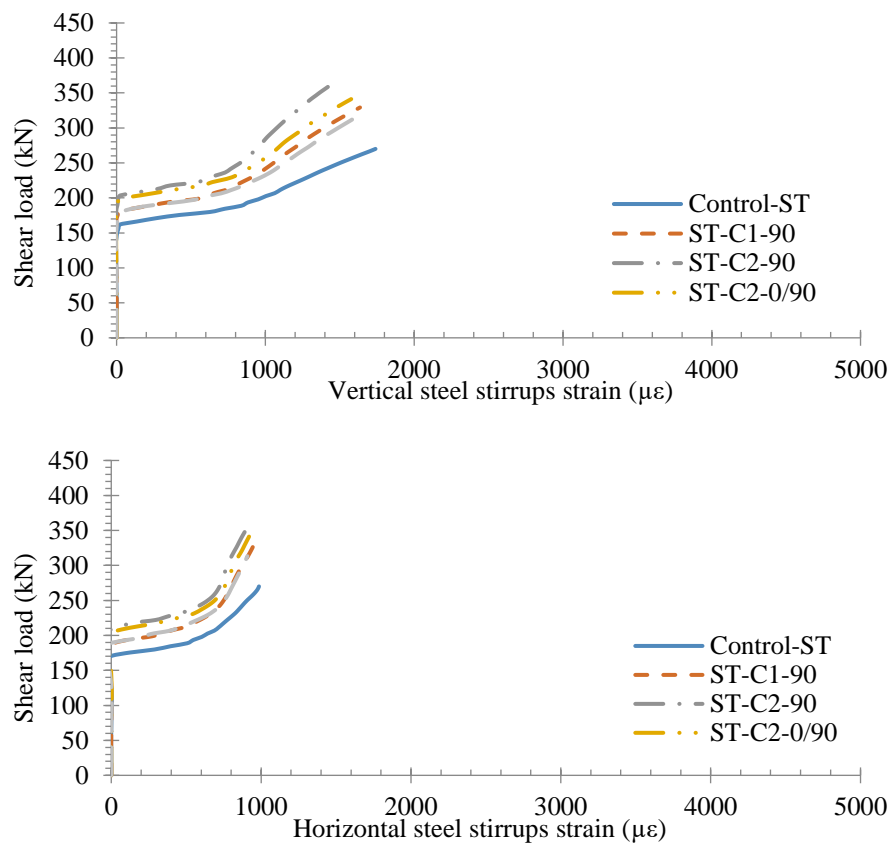 450
400
350
300
250
200
150
100
50
0
Shear load (kN)
Control-ST
ST-C1-90
ST-C2-90
ST-C2-0/90
0 1000 2000 3000 4000 5000
Vertical steel stirrups strain (µε)
450
400
350
300
250
200
150
100
50
0
Shear load (kN)
Control-ST
ST-C1-90
ST-C2-90
ST-C2-0/90
0 1000 2000 3000 4000 5000
Horizontal steel stirrups strain (µε)